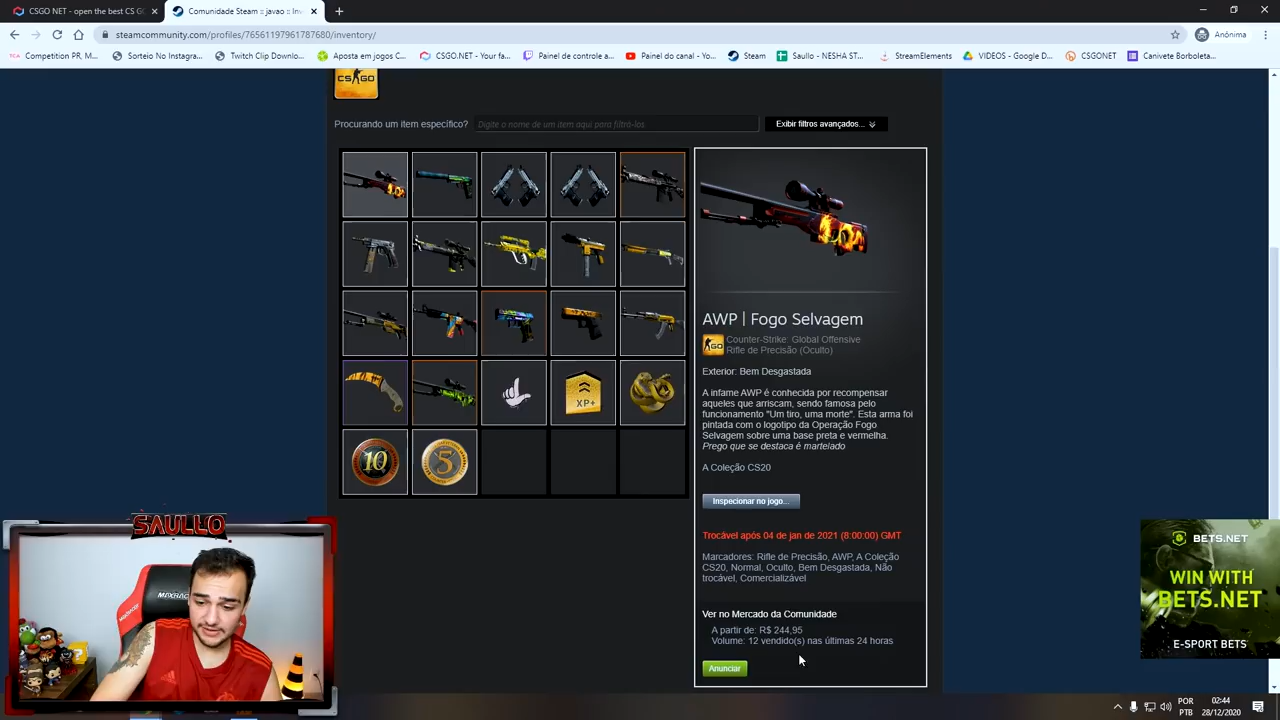 CSGO NET - open the best CS G
Comunidade Steam :: javao :: Inv
steamcommunity.com/profiles/76561197961787680/inventory/
Anônima
Competition PR, M...
Sorteio No Instagra...
Twitch Clip Downlo...
Aposta em jogos C...
CSGO.NET - Your fa...
Painel de controle a...
Painel do canal - Yo...
Steam
Saullo - NESHA ST...
StreamElements
VIDEOS - Google D...
CSGONET
Canivete Borboleta...
CS GO
Procurando um item específico?
Digite o nome de um item aqui para filtrá-los
Exibir filtros avançados...
XP+
10
5
AWP | Fogo Selvagem
GO
Counter-Strike: Global Offensive
Rifle de Precisão (Oculto)
Exterior: Bem Desgastada
A infame AWP é conhecida por recompensar
aqueles que arriscam, sendo famosa pelo
funcionamento "Um tiro, uma morte". Esta arma foi
pintada com o logotipo da Operação Fogo
Selvagem sobre uma base preta e vermelha.
Prego que se destaca é martelado
A Coleção CS20
Inspecionar no jogo...
Trocável após 04 de jan de 2021 (8:00:00) GMT
Marcadores: Rifle de Precisão, AWP, A Coleção
CS20, Normal, Oculto, Bem Desgastada, Não
trocável, Comercializável
Ver no Mercado da Comunidade
A partir de: R$ 244,95
Volume: 12 vendido(s) nas últimas 24 horas
Anunciar
SAULLO
MAXRACER
BETS.NET
WIN WITH
BETS.NET
E-SPORT BETS
POR
PTB
02:44
28/12/2020